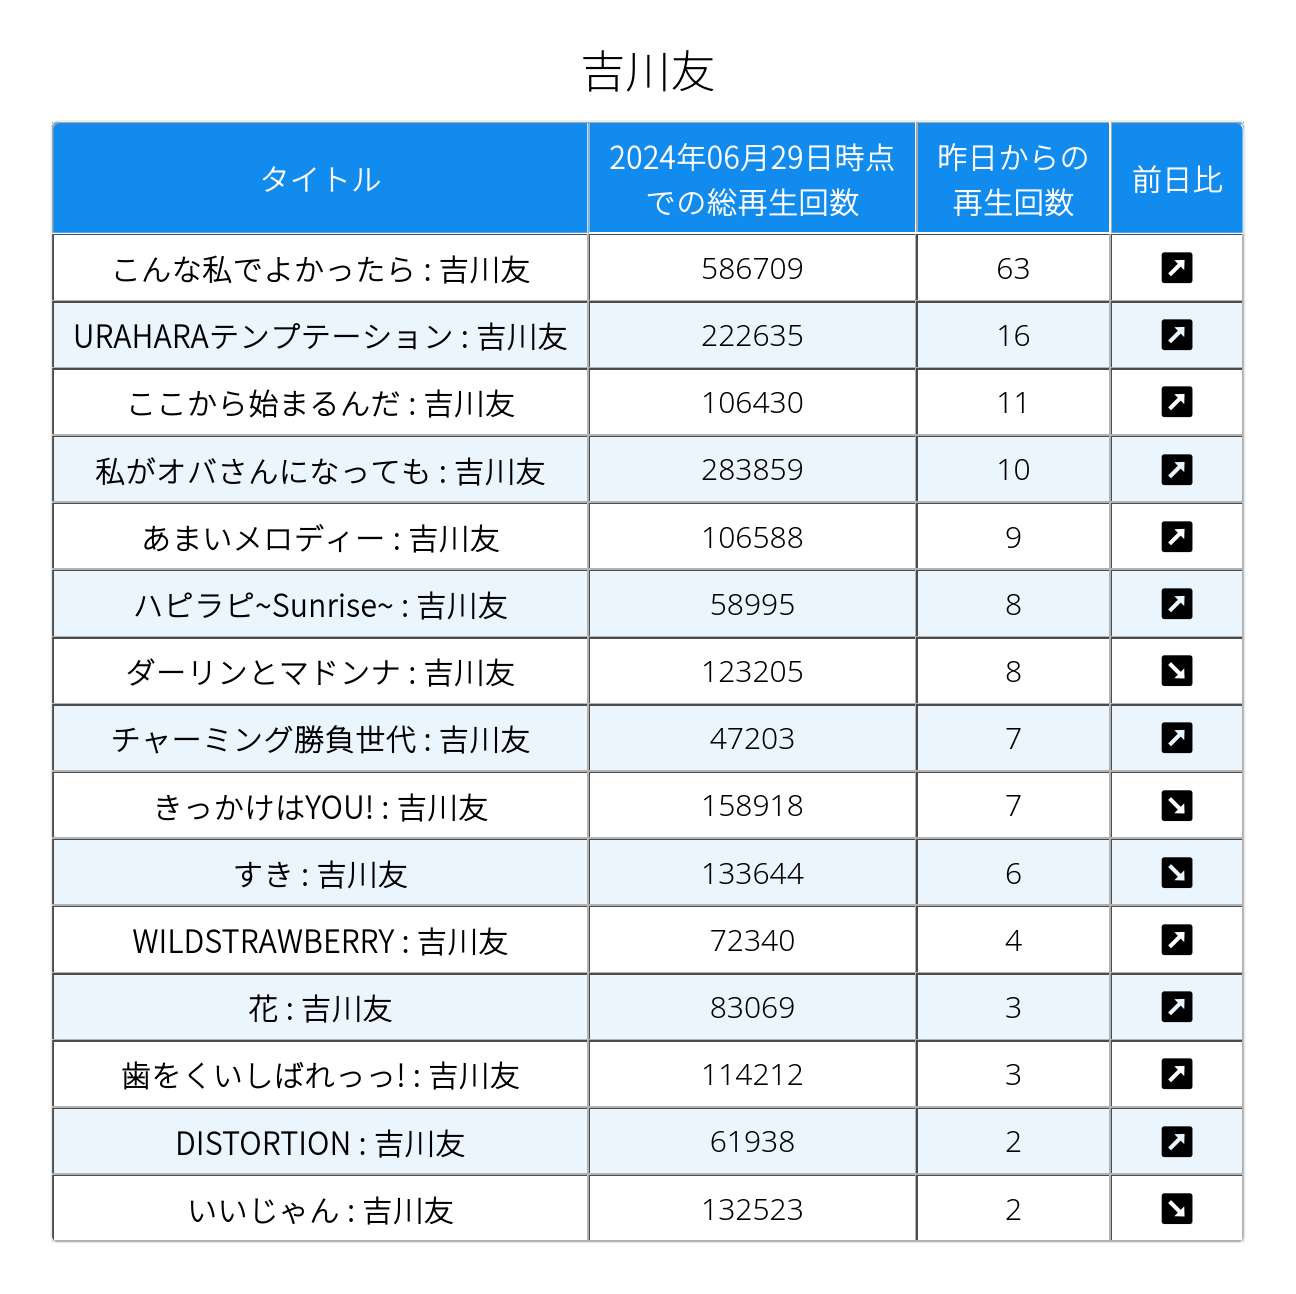 吉川友
タイトル 2024年06月29日時点での総再生回数 昨日からの再生回数 前日比
こんな私でよかったら : 吉川友 586709 63 ↗
URAHARAテンプテーション : 吉川友 222635 16 ↗
ここから始まるんだ : 吉川友 106430 11 ↗
私がオバさんになっても : 吉川友 283859 10 ↗
あまいメロディー : 吉川友 106588 9 ↗
ハピラピ~Sunrise~ : 吉川友 58995 8 ↗
ダーリンとマドンナ : 吉川友 123205 8 ↘
チャーミング勝負世代 : 吉川友 47203 7 ↗
きっかけはYOU! : 吉川友 158918 7 ↘
すき : 吉川友 133644 6 ↘
WILDSTRAWBERRY : 吉川友 72340 4 ↗
花 : 吉川友 83069 3 ↗
歯をくいしばれっっ! : 吉川友 114212 3 ↗
DISTORTION : 吉川友 61938 2 ↗
いいじゃん : 吉川友 132523 2 ↘